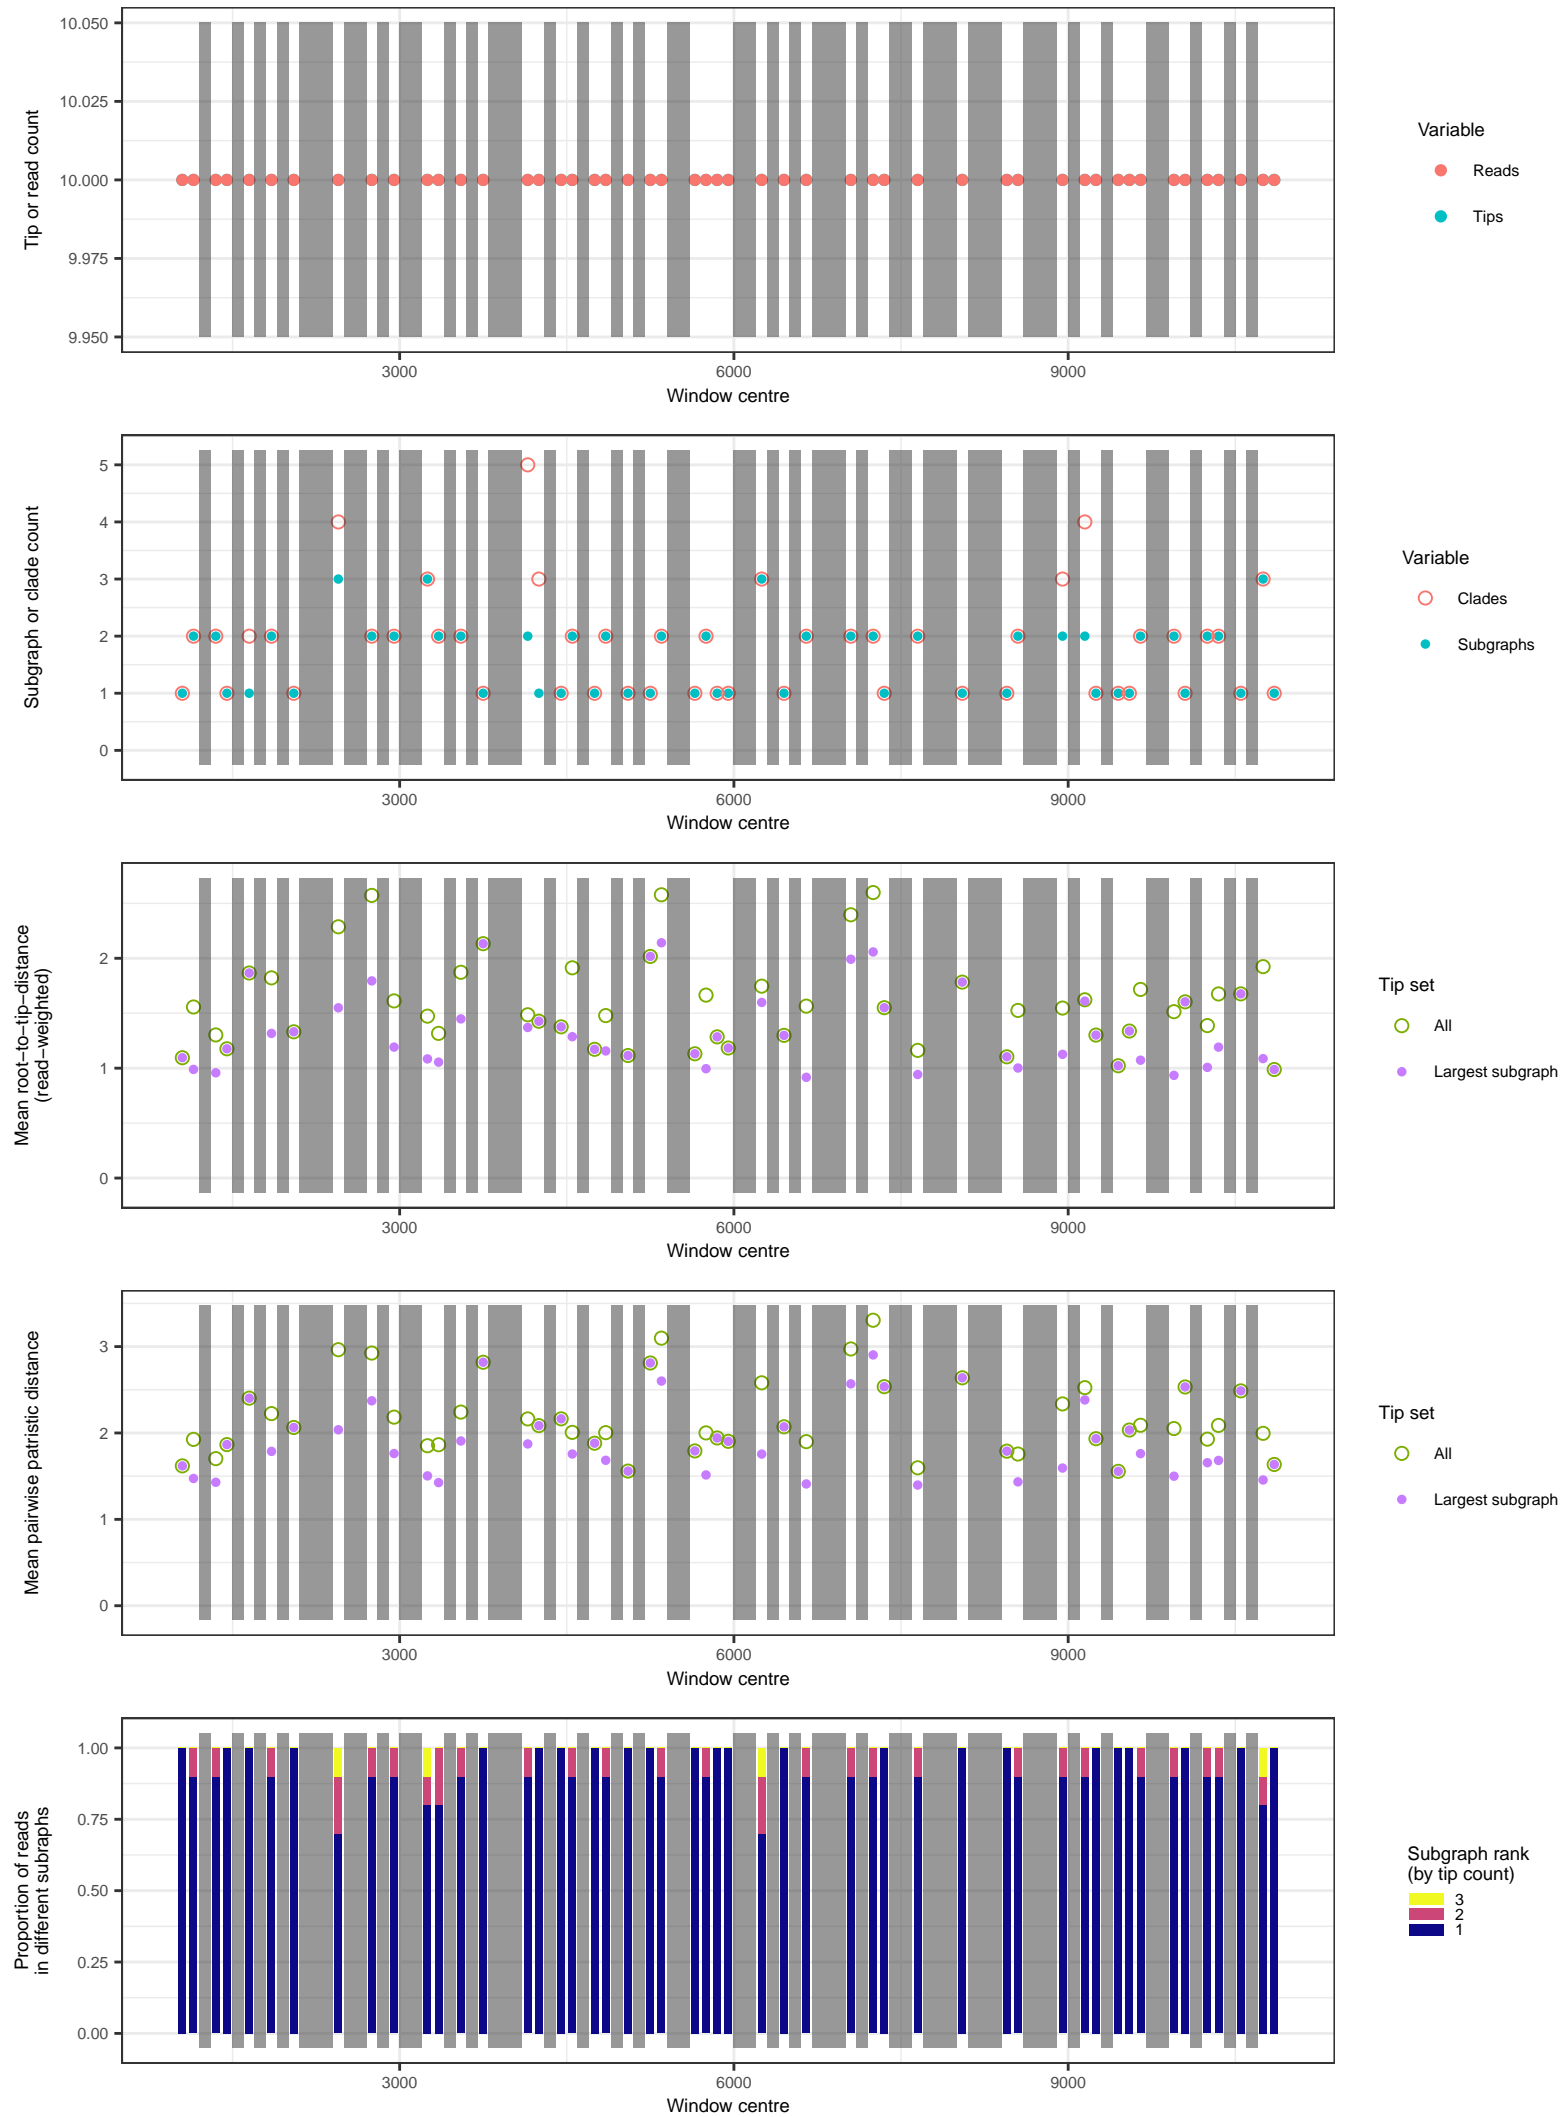 10.050
10.025
10.000
9.975
9.950
Tip or read count
3000
6000
9000
Window centre
Variable
Reads
Tips
5
4
3
2
1
0
Subgraph or clade count
3000
6000
9000
Window centre
Variable
Clades
Subgraphs
2
1
0
Mean root−to−tip−distance
(read−weighted)
3000
6000
9000
Window centre
Tip set
All
Largest subgraph
3
2
1
0
Mean pairwise patristic distance
3000
6000
9000
Window centre
Tip set
All
Largest subgraph
1.00
0.75
0.50
0.25
0.00
Proportion of reads
in different subraphs
3000
6000
9000
Window centre
Subgraph rank
(by tip count)
3
2
1